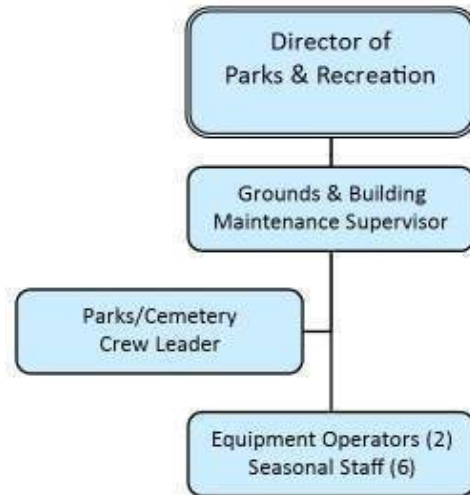 Director of
Parks & Recreation
Grounds & Building
Maintenance Supervisor
Parks/Cemetery
Crew Leader
Equipment Operators (2)
Seasonal Staff (6)